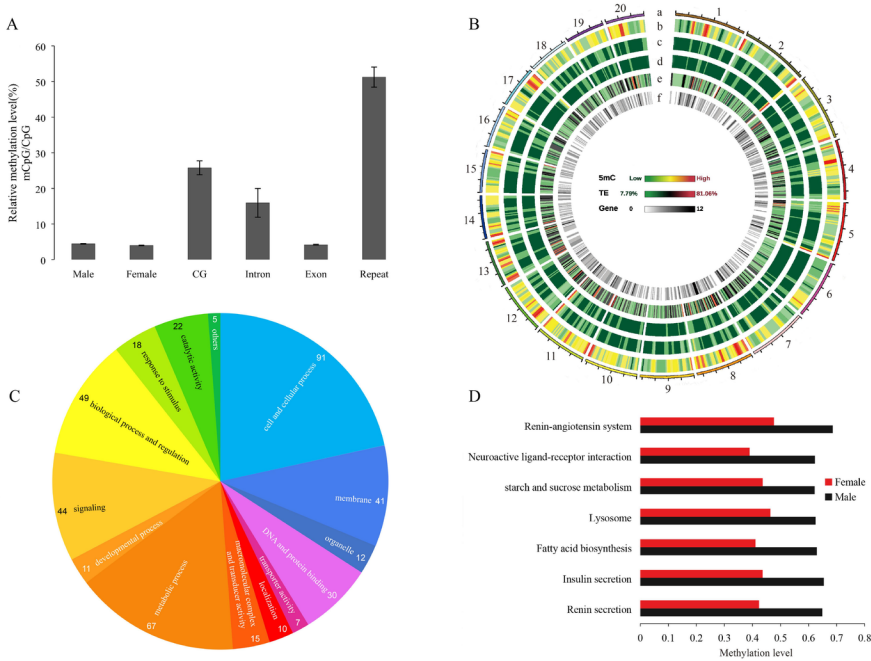 A
Relative methylation level(%)
mCpG/CpG
60
50
40
30
20
10
0
Male Female CG Intron Exon Repeat
B
a
b
c
d
e
f
1
2
3
4
5
6
7
8
9
10
11
12
13
14
15
16
17
18
19
20
5mC Low High
TE 7.79% 81.06%
Gene 0 12
C
91
cell and cellular process
41
membrane
12
organelle
30
DNA and protein binding
7
transporter activity
10
localization
15
macromolecular complex
and transducer activity
67
metabolic process
11
developmental process
44
signaling
49
biological process and regulation
18
response to stimulus
22
catalytic activity
5
others
D
Renin-angiotensin system
Neuroactive ligand-receptor interaction
starch and sucrose metabolism
Lysosome
Fatty acid biosynthesis
Insulin secretion
Renin secretion
Female
Male
0 0.1 0.2 0.3 0.4 0.5 0.6 0.7 0.8
Methylation level